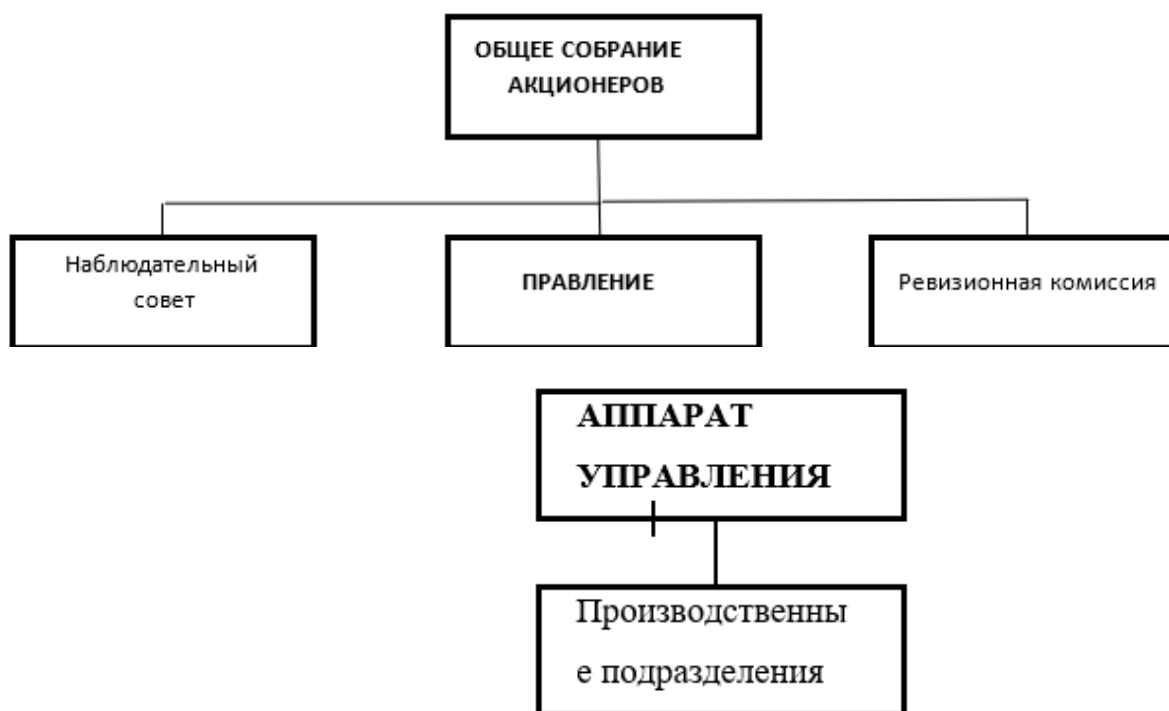 ОБЩЕЕ СОБРАНИЕ
АКЦИОНЕРОВ
Наблюдательный
совет
ПРАВЛЕНИЕ
Ревизионная комиссия
АППАРАТ
УПРАВЛЕНИЯ
Производственны
е подразделения